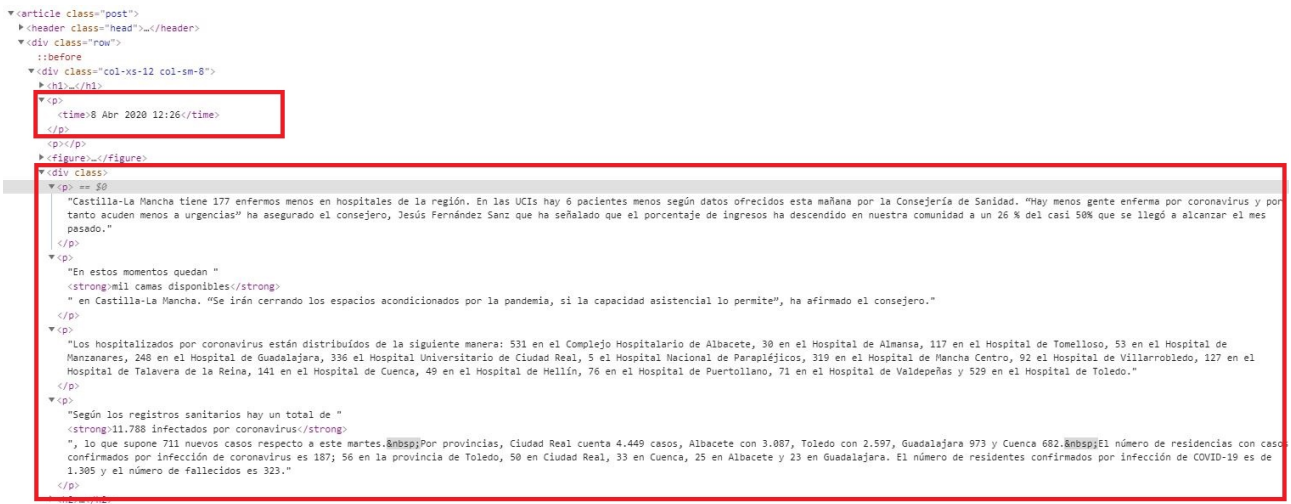 ▼<article class="post">
▶<header class="head">…</header>
▼<div class="row">
::before
▼<div class="col-xs-12 col-sm-8">
▶<h1>…</h1>
▼<p>
<time>8 Abr 2020 12:26</time>
</p>
<p></p>
▶<figure>…</figure>
▼<div class>
▼<p> == $0
"Castilla-La Mancha tiene 177 enfermos menos en hospitales de la región. En las UCIs hay 6 pacientes menos según datos ofrecidos esta mañana por la Consejería de Sanidad. “Hay menos gente enferma por coronavirus y por
tanto acuden menos a urgencias” ha asegurado el consejero, Jesús Fernández Sanz que ha señalado que el porcentaje de ingresos ha descendido en nuestra comunidad a un 26 % del casi 50% que se llegó a alcanzar el mes
pasado."
</p>
▼<p>
"En estos momentos quedan "
<strong>mil camas disponibles</strong>
" en Castilla-La Mancha. “Se irán cerrando los espacios acondicionados por la pandemia, si la capacidad asistencial lo permite”, ha afirmado el consejero."
</p>
▼<p>
"Los hospitalizados por coronavirus están distribuídos de la siguiente manera: 531 en el Complejo Hospitalario de Albacete, 30 en el Hospital de Almansa, 117 en el Hospital de Tomelloso, 53 en el Hospital de
Manzanares, 248 en el Hospital de Guadalajara, 336 el Hospital Universitario de Ciudad Real, 5 el Hospital Nacional de Parapléjicos, 319 en el Hospital de Mancha Centro, 92 el Hospital de Villarrobledo, 127 en el
Hospital de Talavera de la Reina, 141 en el Hospital de Cuenca, 49 en el Hospital de Hellín, 76 en el Hospital de Puertollano, 71 en el Hospital de Valdepeñas y 529 en el Hospital de Toledo."
</p>
▼<p>
"Según los registros sanitarios hay un total de "
<strong>11.788 infectados por coronavirus</strong>
", lo que supone 711 nuevos casos respecto a este martes.&nbsp;Por provincias, Ciudad Real cuenta 4.449 casos, Albacete con 3.087, Toledo con 2.597, Guadalajara 973 y Cuenca 682.&nbsp;El número de residencias con casos
confirmados por infección de coronavirus es 187; 56 en la provincia de Toledo, 50 en Ciudad Real, 33 en Cuenca, 25 en Albacete y 23 en Guadalajara. El número de residentes confirmados por infección de COVID-19 es de
1.305 y el número de fallecidos es 323."
</p>